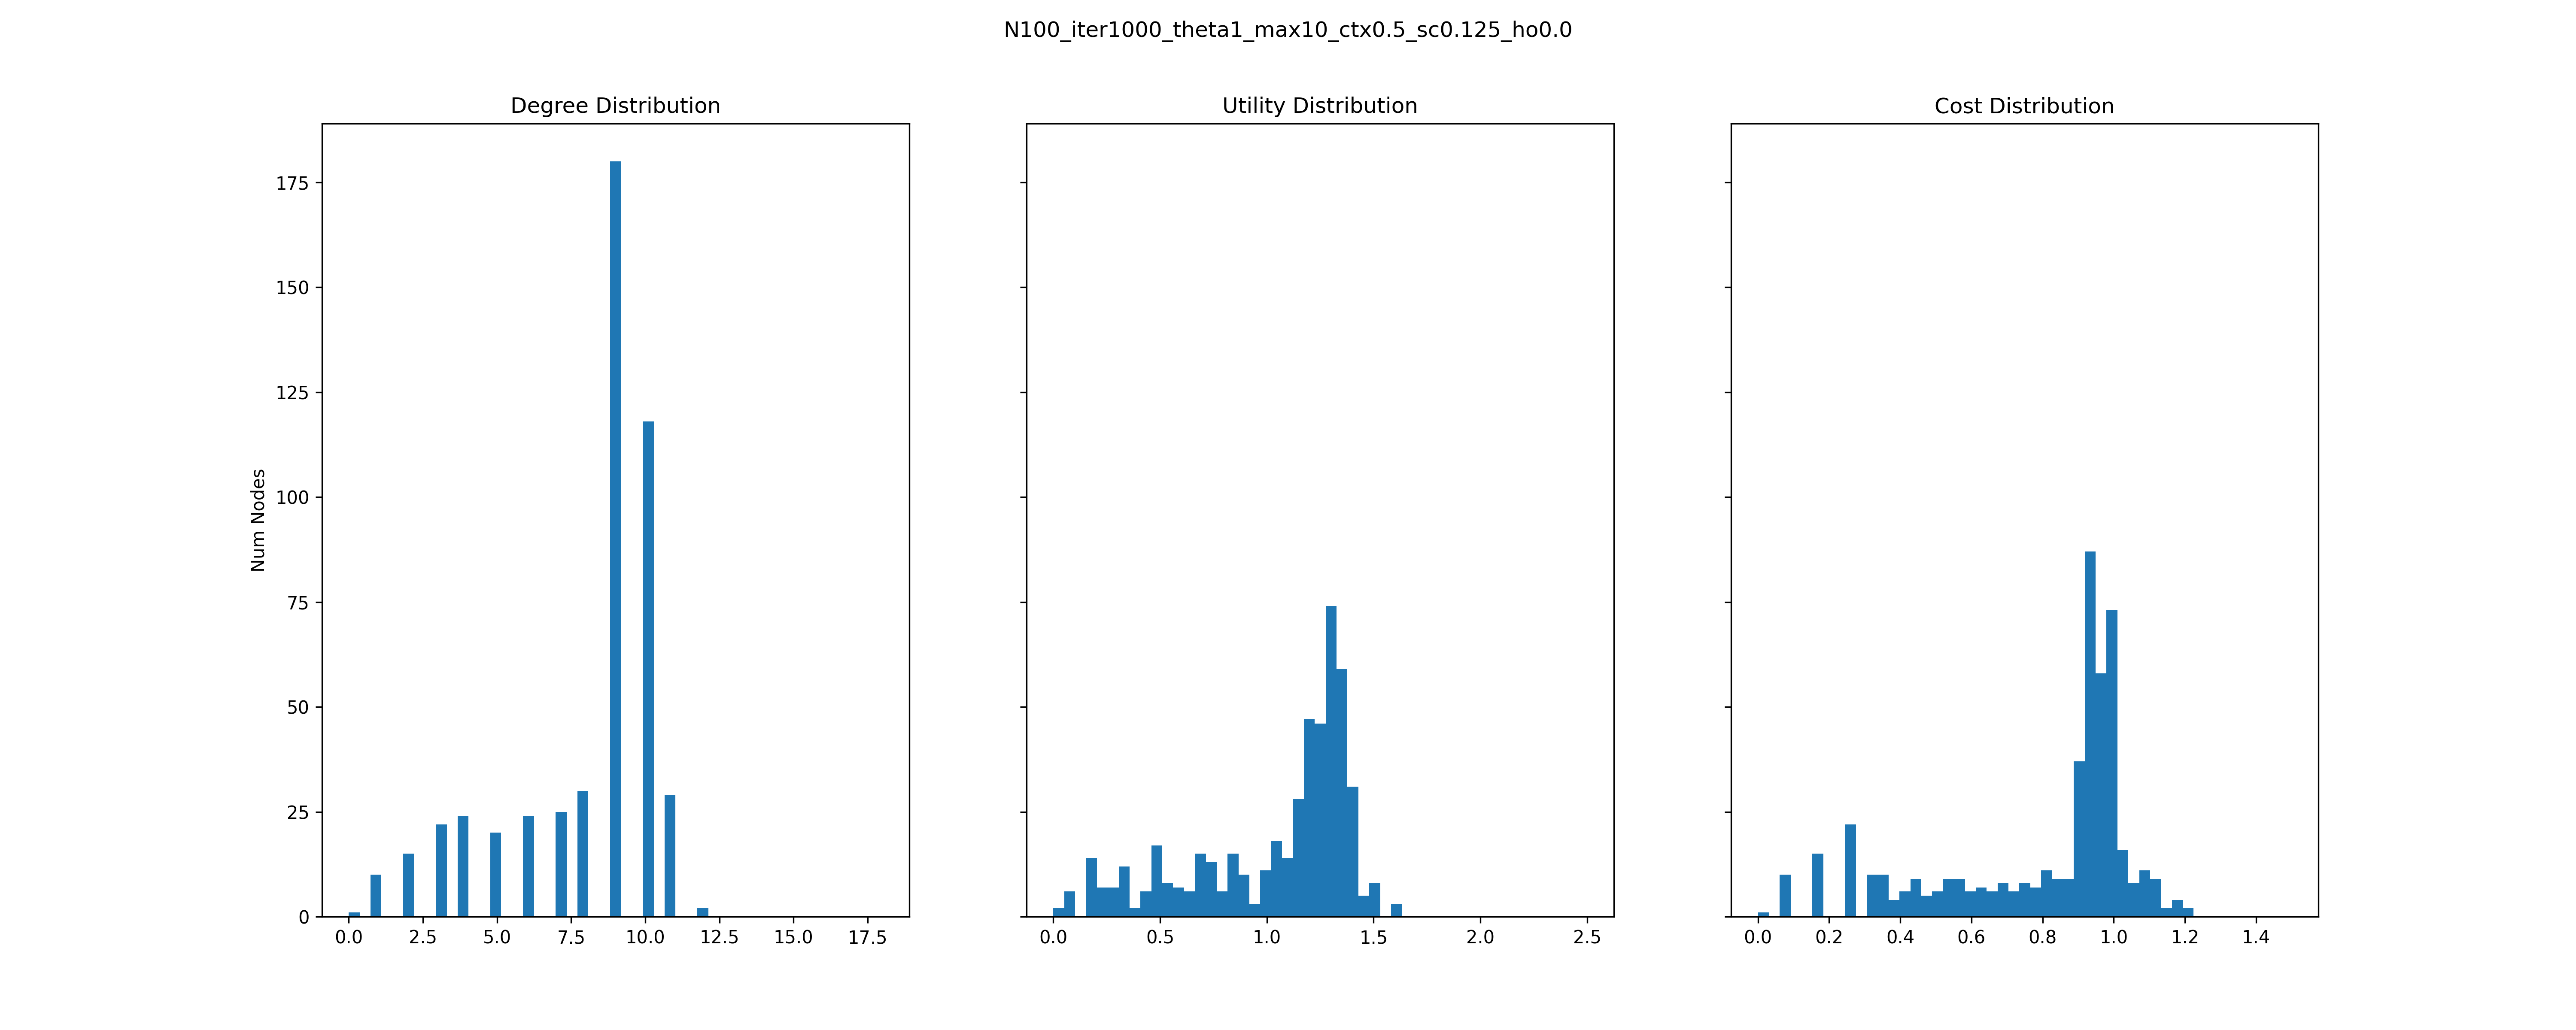 N100_iter1000_theta1_max10_ctx0.5_sc0.125_ho0.0
Degree Distribution
Utility Distribution
Cost Distribution
Num Nodes
175
150
125
100
75
50
25
0
0.0 2.5 5.0 7.5 10.0 12.5 15.0 17.5
0.0 0.5 1.0 1.5 2.0 2.5
0.0 0.2 0.4 0.6 0.8 1.0 1.2 1.4